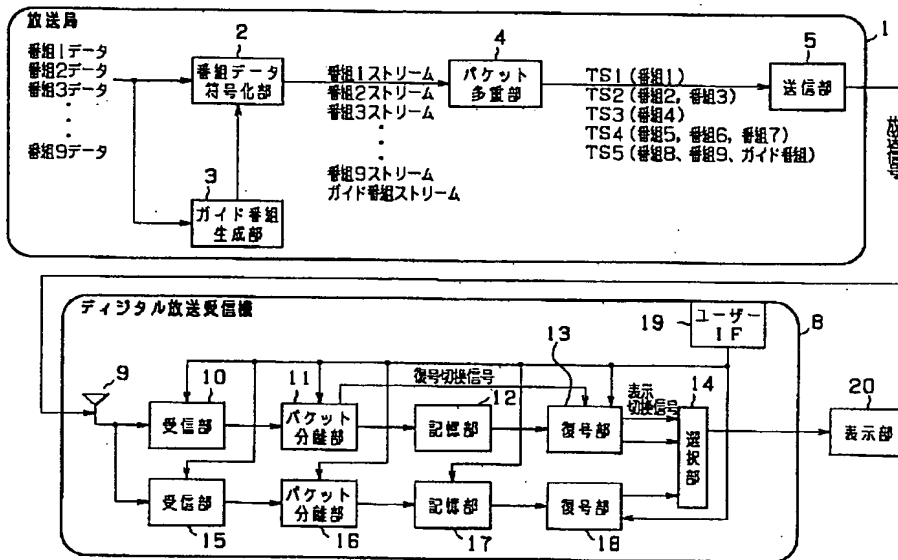 放送局
1
番組1データ
番組2データ
番組3データ
・
・
・
番組9データ
2
番組データ
符号化部
3
ガイド番組
生成部
番組1ストリーム
番組2ストリーム
番組3ストリーム
・
・
・
番組9ストリーム
ガイド番組ストリーム
4
パケット
多重部
TS1(番組1)
TS2(番組2, 番組3)
TS3(番組4)
TS4(番組5, 番組6, 番組7)
TS5(番組8、番組9、ガイド番組)
5
送信部
放送信号
ディジタル放送受信機
8
19
ユーザー
IF
9
10
受信部
11
パケット
分離部
復号切換信号
12
記憶部
13
復号部
表示
切換信号
14
選択部
20
表示部
受信部
15
パケット
分離部
16
記憶部
17
復号部
18